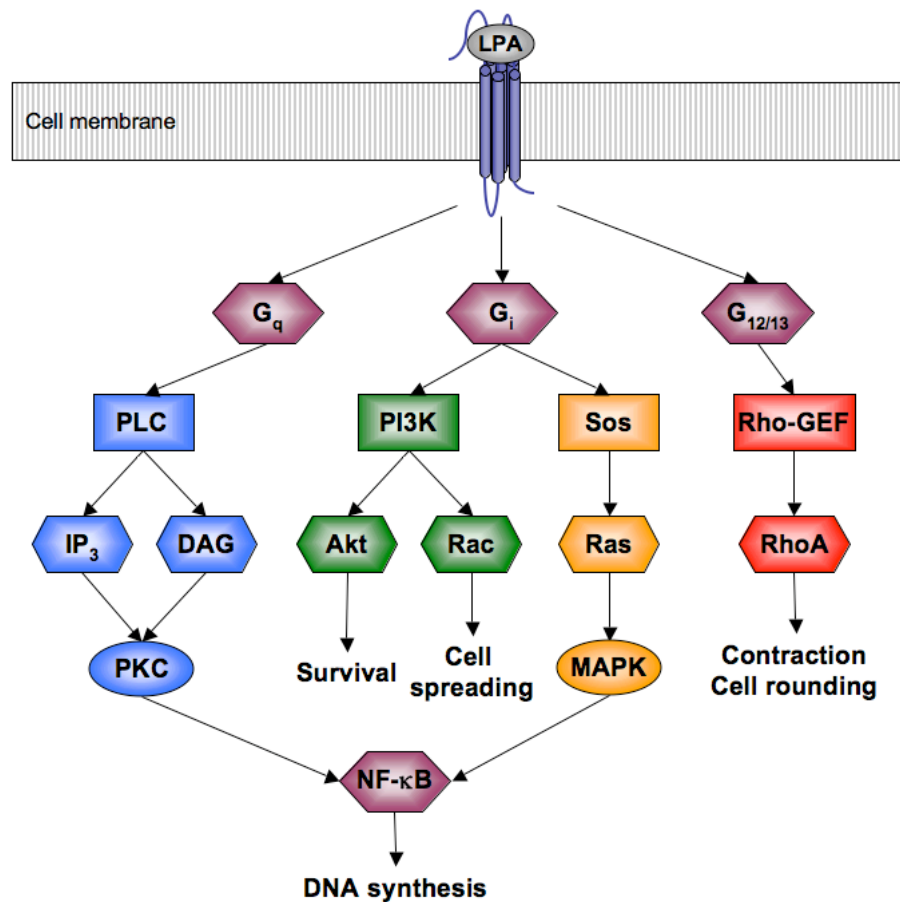 LPA
Cell membrane
Gq
Gi
G12/13
PLC
PI3K
Sos
Rho-GEF
IP3
DAG
Akt
Rac
Ras
RhoA
PKC
Survival
Cell
spreading
MAPK
Contraction
Cell rounding
NF-κB
DNA synthesis